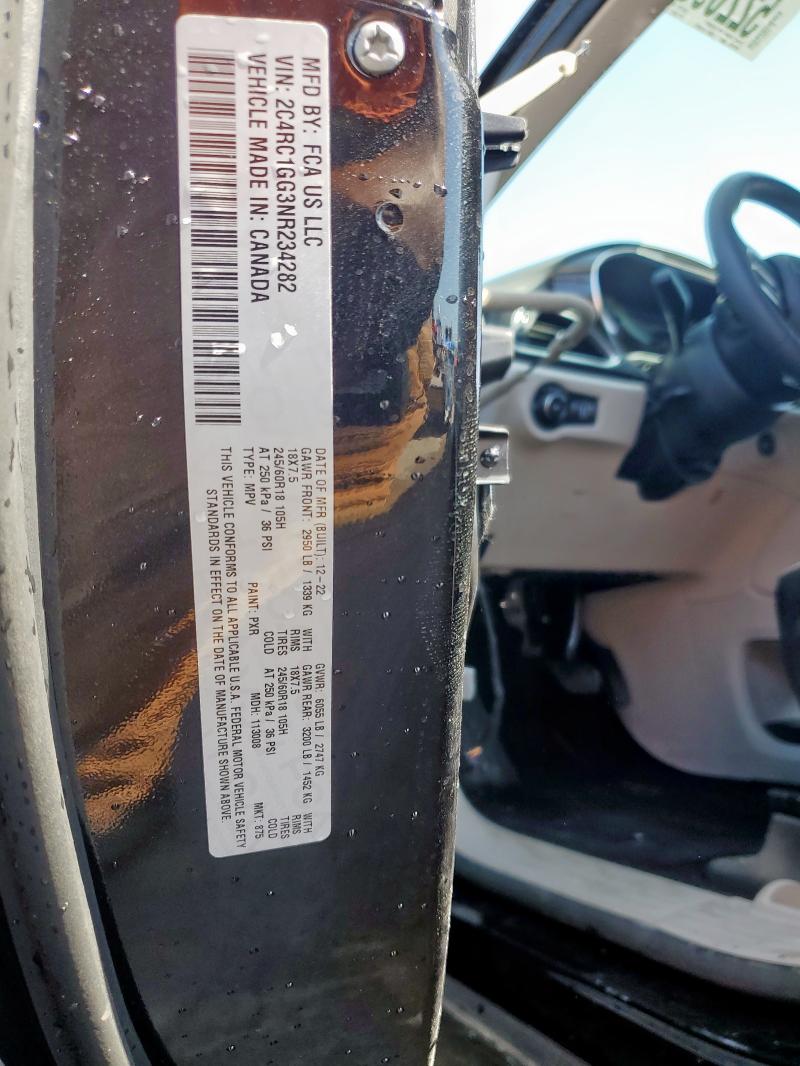 MFD BY: FCA US LLC
VIN: 2C4RC1GG3NR234282
VEHICLE MADE IN: CANADA
DATE OF MFR (BUILT): 12-22 GVWR: 6055 LB / 2747 KG
GAWR FRONT: 2950 LB / 1339 KG WITH GAWR REAR: 3200 LB / 1452 KG WITH
18X7.5 RIMS 18X7.5 RIMS
245/60R18 105H TIRES 245/60R18 105H TIRES
AT 250 kPa / 36 PSI COLD AT 250 kPa / 36 PSI COLD
TYPE: MPV PAINT: PXR MDH: 113008 MKT: 875
THIS VEHICLE CONFORMS TO ALL APPLICABLE U.S.A. FEDERAL MOTOR VEHICLE SAFETY
STANDARDS IN EFFECT ON THE DATE OF MANUFACTURE SHOWN ABOVE.